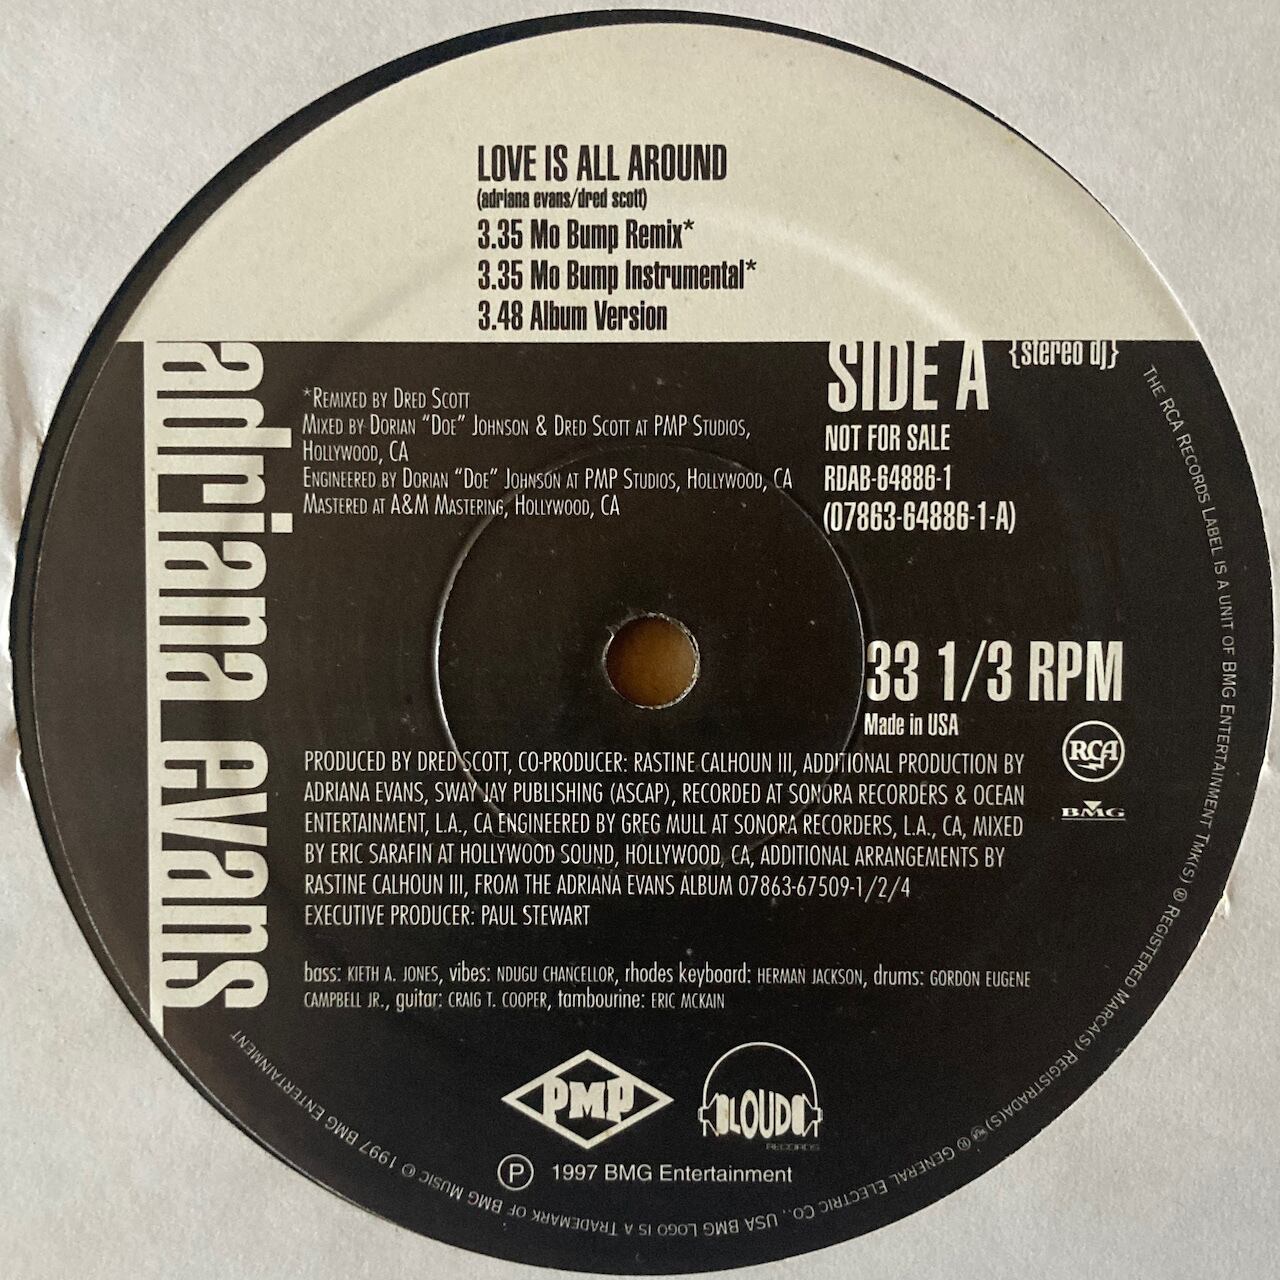 LOVE IS ALL AROUND
(adriana evans/dred scott)
3.35 Mo Bump Remix*
3.35 Mo Bump Instrumental*
3.48 Album Version
adriana evans
*Remixed by Dred Scott
Mixed by Dorian "Doe" Johnson & Dred Scott at PMP Studios,
Hollywood, CA
Engineered by Dorian "Doe" Johnson at PMP Studios, Hollywood, CA
Mastered at A&M Mastering, Hollywood, CA
SIDE A {stereo dj}
NOT FOR SALE
RDAB-64886-1
(07863-64886-1-A)
33 1/3 RPM
Made in USA
RCA
BMG
PRODUCED BY DRED SCOTT, CO-PRODUCER: RASTINE CALHOUN III, ADDITIONAL PRODUCTION BY
ADRIANA EVANS, SWAY JAY PUBLISHING (ASCAP), RECORDED AT SONORA RECORDERS & OCEAN
ENTERTAINMENT, L.A., CA ENGINEERED BY GREG MULL AT SONORA RECORDERS, L.A., CA, MIXED
BY ERIC SARAFIN AT HOLLYWOOD SOUND, HOLLYWOOD, CA, ADDITIONAL ARRANGEMENTS BY
RASTINE CALHOUN III, FROM THE ADRIANA EVANS ALBUM 07863-67509-1/2/4
EXECUTIVE PRODUCER: PAUL STEWART
bass: KIETH A. JONES, vibes: NDUGU CHANCELLOR, rhodes keyboard: HERMAN JACKSON, drums: GORDON EUGENE
CAMPBELL JR., guitar: CRAIG T. COOPER, tambourine: ERIC MCKAIN
PMP
LOUD
RECORDS
℗ 1997 BMG Entertainment
THE RCA RECORDS LABEL IS A UNIT OF BMG ENTERTAINMENT TMK(S) ® REGISTERED MARCA(S) REGISTRADA(S) ® GENERAL ELECTRIC CO., USA BMG LOGO IS A TRADEMARK OF BMG MUSIC © 1997 BMG ENTERTAINMENT